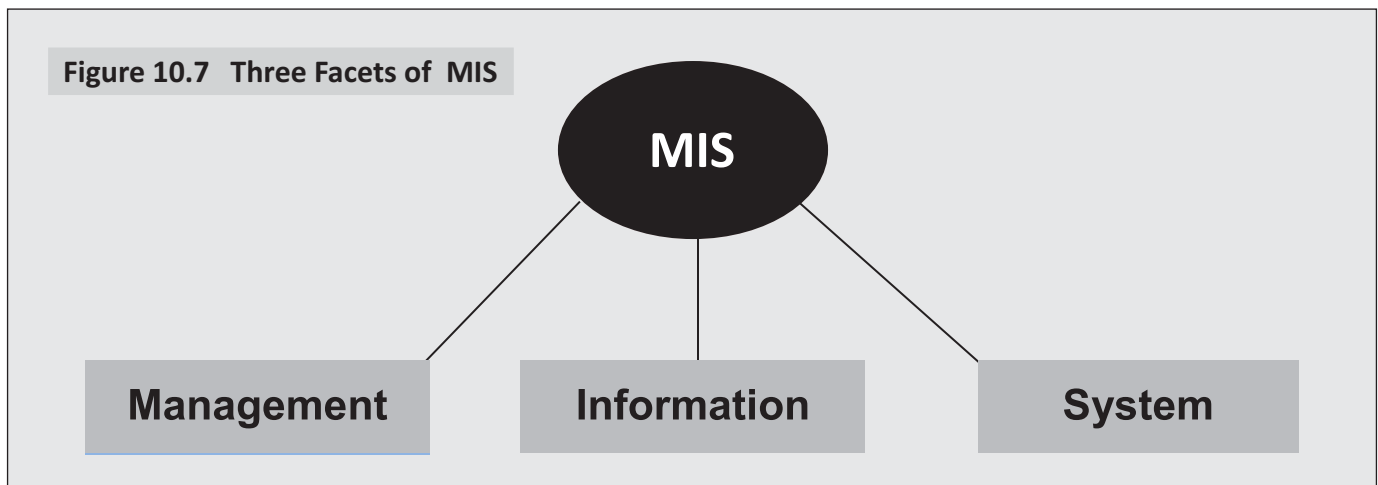 Figure 10.7 Three Facets of MIS
MIS
Management
Information
System